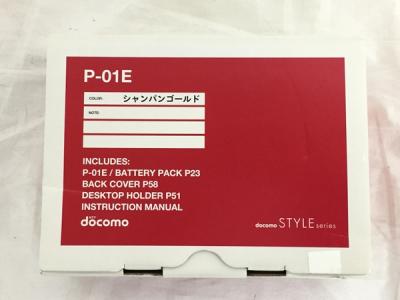 P-01E
COLOR: シャンパンゴールド
NOTE:
INCLUDES:
P-01E / BATTERY PACK P23
BACK COVER P58
DESKTOP HOLDER P51
INSTRUCTION MANUAL
NTT
döcomo
docomo STYLE series